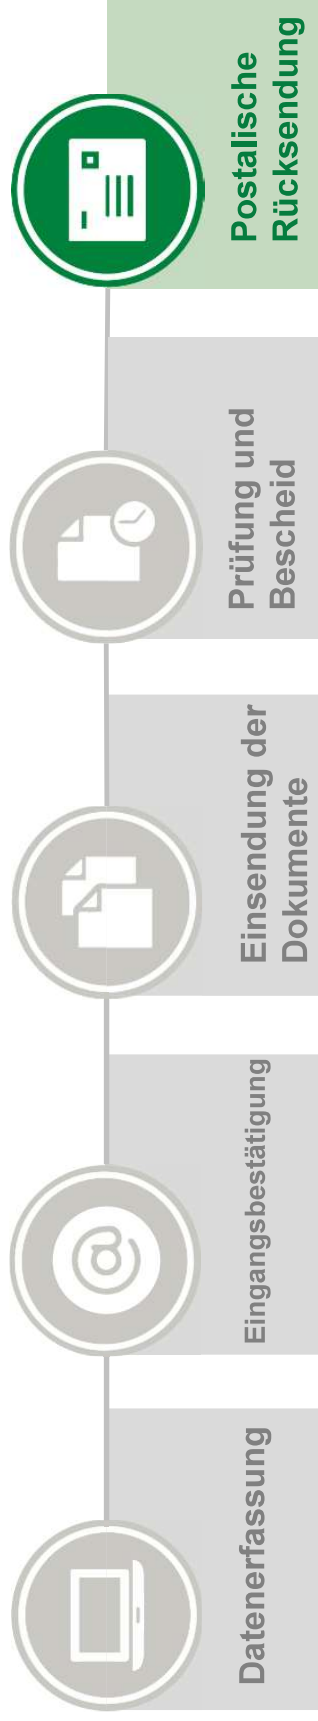 Datenerfassung
Eingangsbestätigung
Einsendung der
Dokumente
Prüfung und
Bescheid
Postalische
Rücksendung